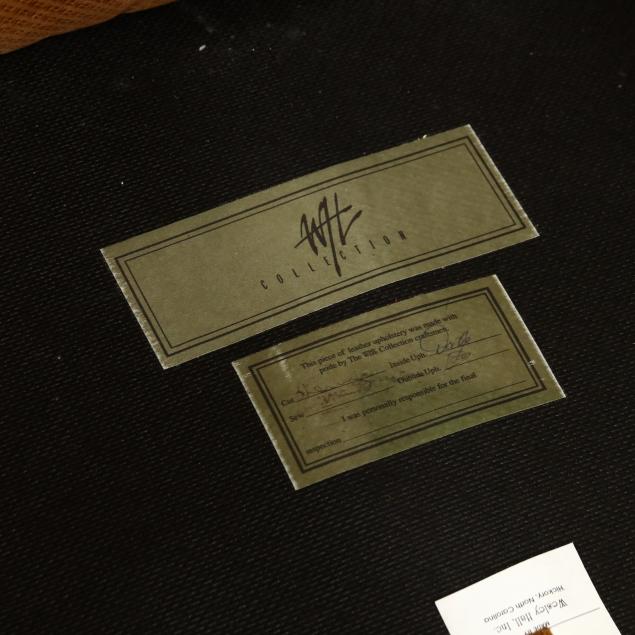 WH
COLLECTION
This piece of leather upholstery was made with
pride by The WH Collection craftsmen.
Cut Inside Uph.
Sew Outside Uph.
I was personally responsible for the final
inspection
Wesley Hall, Inc.
Hickory, North Carolina